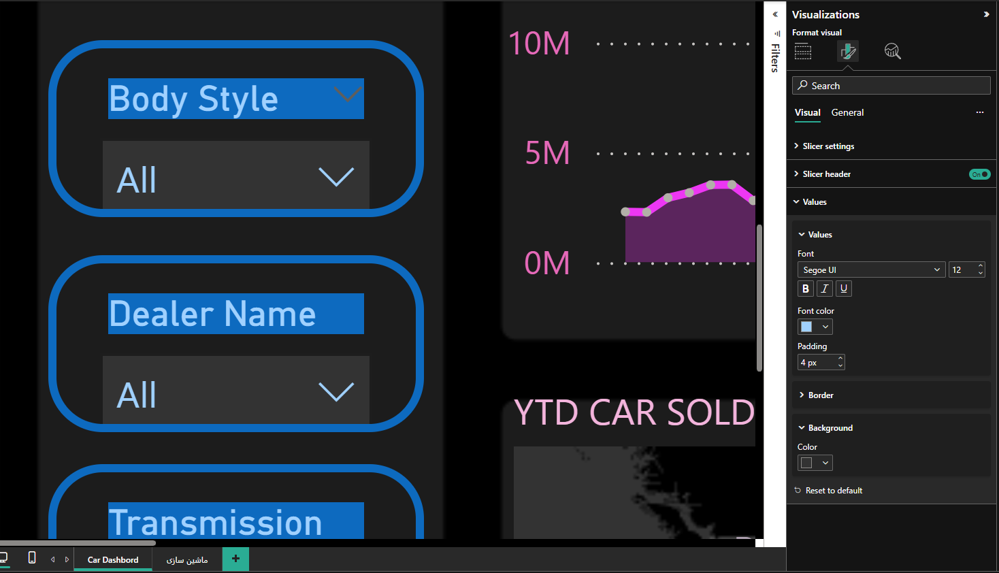 Body Style
All
Dealer Name
All
Transmission
10M
5M
0M
YTD CAR SOLD
Filters
Visualizations
Format visual
Search
Visual General
Slicer settings
Slicer header On
Values
Values
Font
Segoe UI 12
B I U
Font color
Padding
4 px
Border
Background
Color
Reset to default
Car Dashbord ماشین سازی +